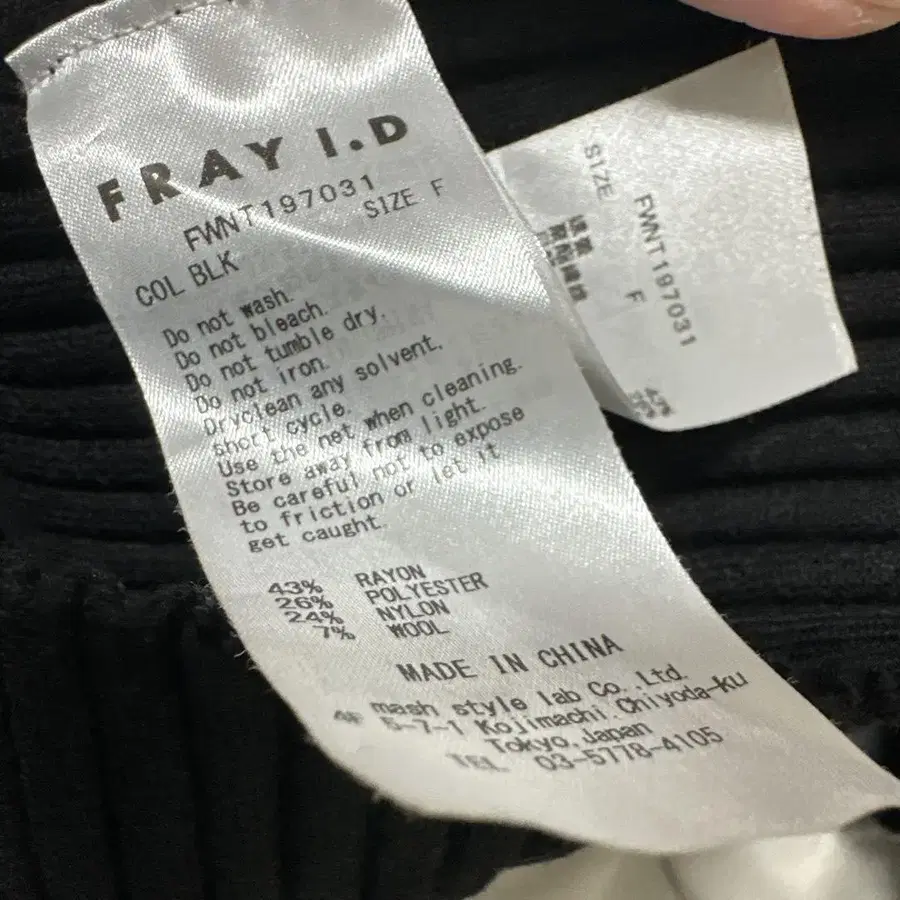 FRAY I.D
FWNT197031
SIZE F
COL BLK
Do not wash.
Do not bleach.
Do not tumble dry.
Do not iron.
Dryclean any solvent,
short cycle.
Use the net when cleaning.
Store away from light.
Be careful not to expose
to friction or let it
get caught.
43% RAYON
26% POLYESTER
24% NYLON
7% WOOL
MADE IN CHINA
mash style lab Co.,Ltd.
4F 5-7-1 Kojimachi,Chiyoda-ku
Tokyo,Japan
TEL 03-5778-4105
FWNT197031
SIZE F
43%